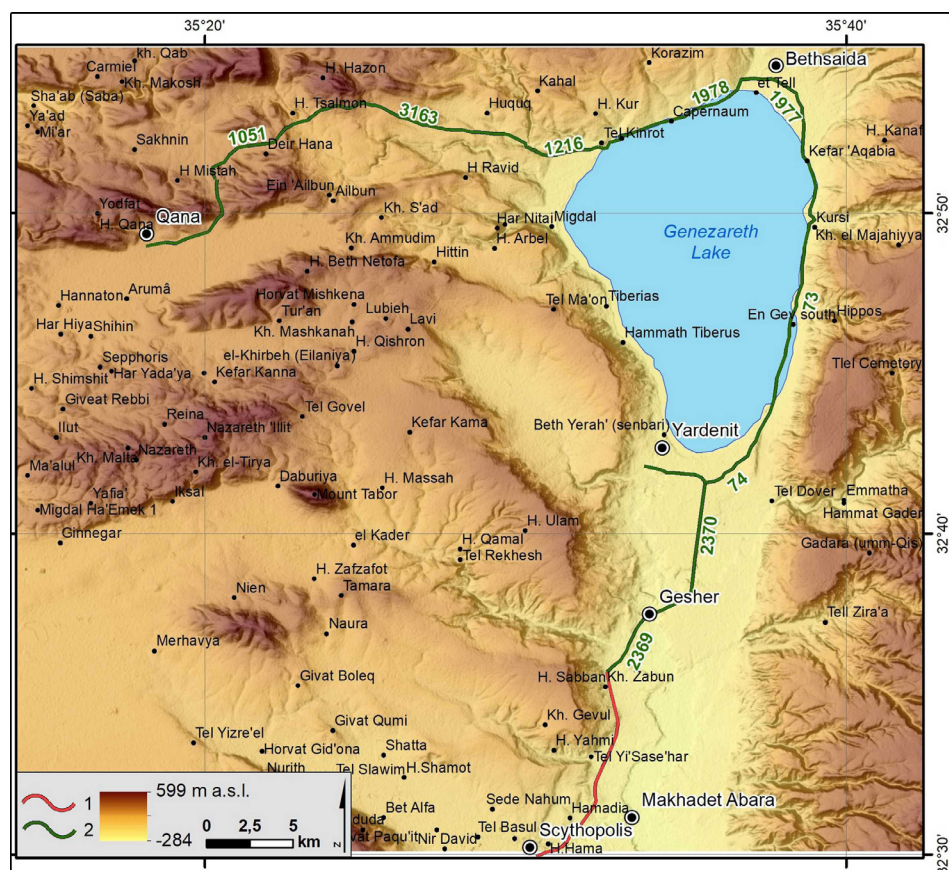 35°20' 35°40'
kh. Qab
Carmiel
Kh. Makosh
H. Hazon
Korazim
Bethsaida
Kahal
et Tell
Sha'ab (Saba)
H. Tsalmon
Huquq
H. Kur
1978
1977
Ya'ad
Mi'ar
3163
Capernaum
1051
1216
Tel Kinrot
H. Kanaf
Sakhnin
Deir Hana
Kefar 'Aqabia
H Mistah
H Ravid
Ein 'Ailbun
Ailbun
Yodfat
Qana
H. Qana
Kh. S'ad
Har Nitai
Migdal
Kursi
32°50' 32°50'
Kh. el Majahiyya
Genezareth
Lake
Kh. Ammudim
H. Arbel
Hittin
H. Beth Netofa
Hannaton
Arumâ
Horvat Mishkena
Tel Ma'on
Tiberias
73
Tur'an
Lubieh
En Gev south
Hippos
Har Hiya
Shihin
Kh. Mashkanah
Lavi
Hammath Tiberus
H. Qishron
Sepphoris
el-Khirbeh (Eilaniya)
Har Yada'ya
Tlel Cemetery
H. Shimshit
Kefar Kanna
Giveat Rebbi
Reina
Tel Govel
Ilut
Nazareth 'Illit
Kefar Kama
Beth Yerah' (senbari)
Yardenit
Nazareth
Kh. Malta
Ma'alul
Kh. el-Tirya
Daburiya
H. Massah
74
Yafia'
Iksal
Mount Tabor
Tel Dover
Emmatha
Migdal Ha'Emek 1
Hammat Gader
Ginnegar
el Kader
H. Ulam
2370
32°40' 32°40'
H. Qamal
Gadara (umm-Qis)
Tel Rekhesh
H. Zafzafot
Nien
Tamara
Gesher
Tell Zira'a
Naura
2369
Merhavya
Givat Boleq
H. Sabban
Kh. Zabun
Tel Yizre'el
Givat Qumi
Kh. Gevul
Horvat Gid'ona
Shatta
H. Yahmi
Tel Yi'Sase'har
Nurith
Tel Slawim
H.Shamot
1
2
599 m a.s.l.
-284
0 2,5 5
km
z
Bet Alfa
Sede Nahum
Hamadia
Makhadet Abara
duda
vat Paqu'it
Nir David
Tel Basul
Scythopolis
H.Hama
32°30' 32°30'